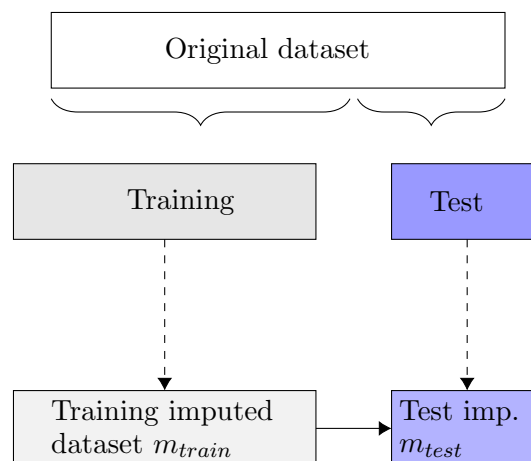 Original dataset
Training
Test
Training imputed
dataset m_train
Test imp.
m_test